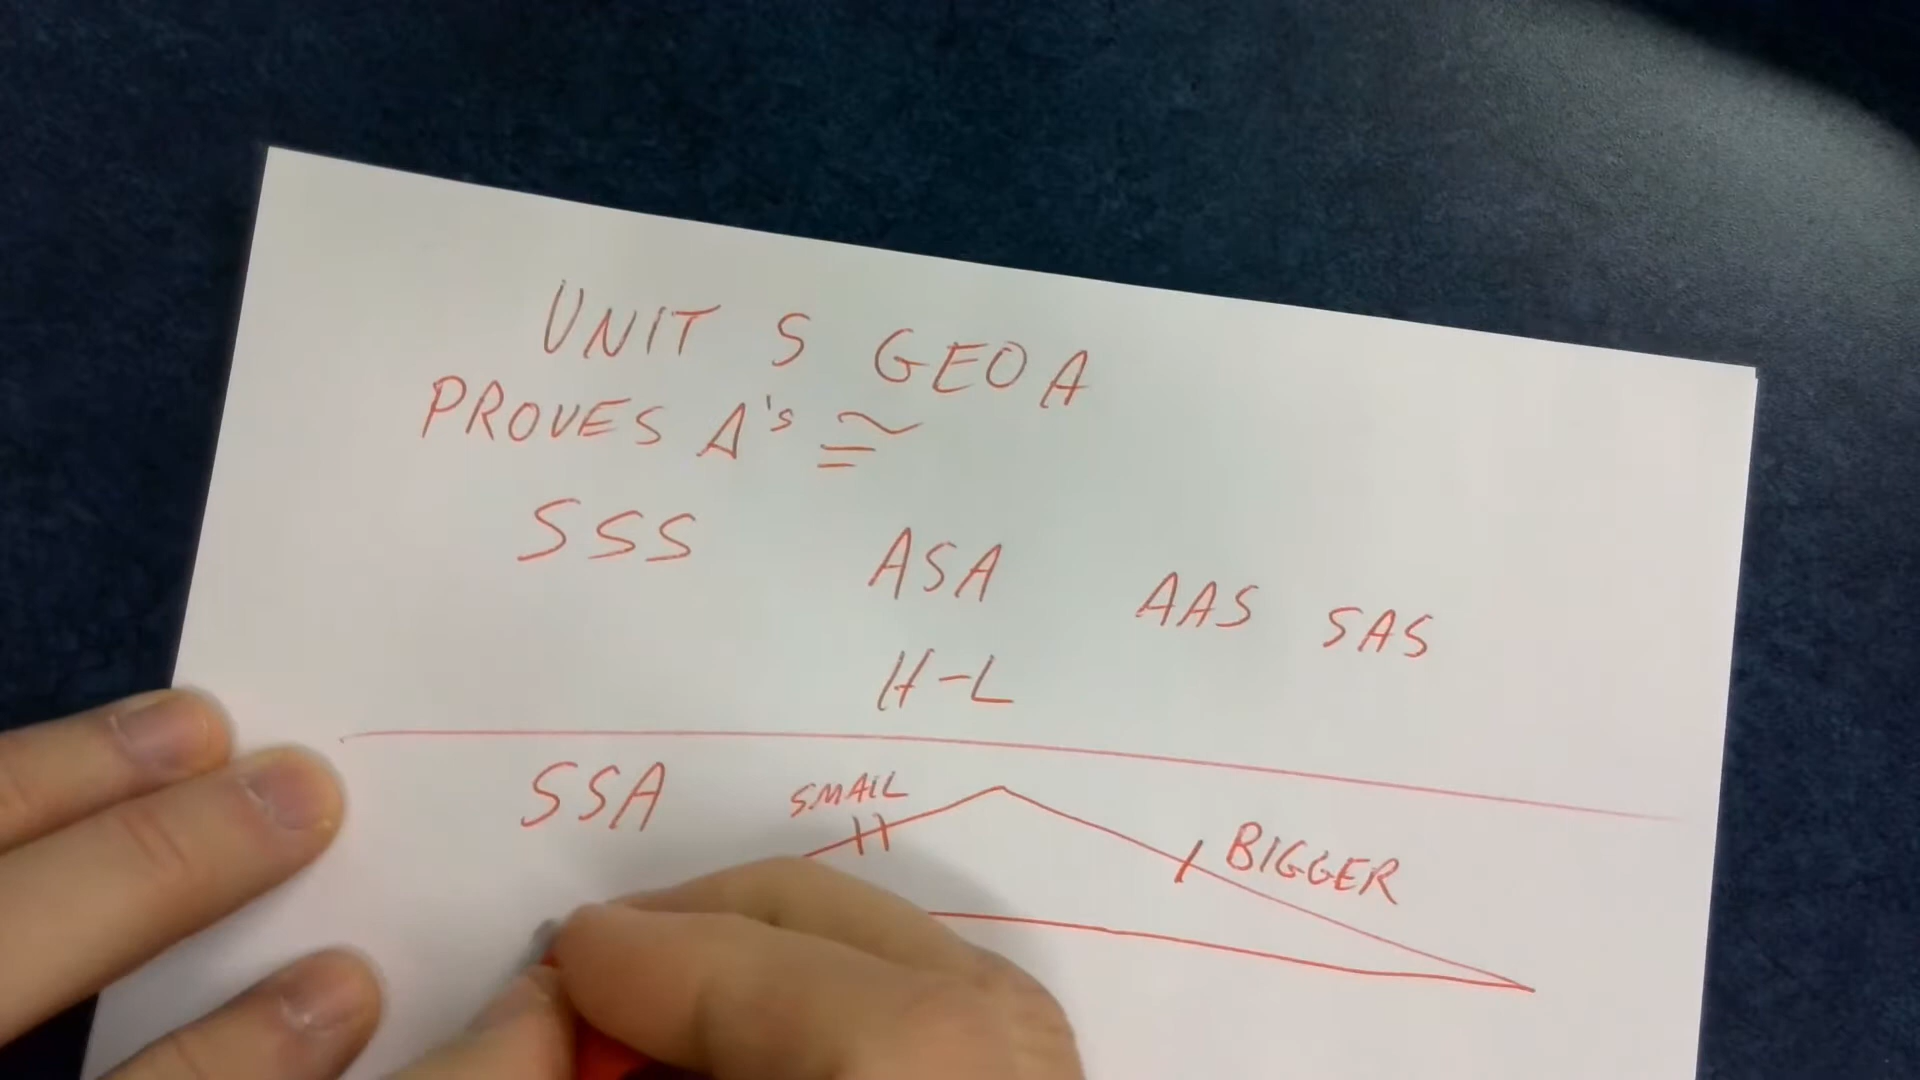 UNIT 5 GEO A
PROVES Δ's ≅
SSS ASA AAS SAS
H-L
SSA SMALL BIGGER